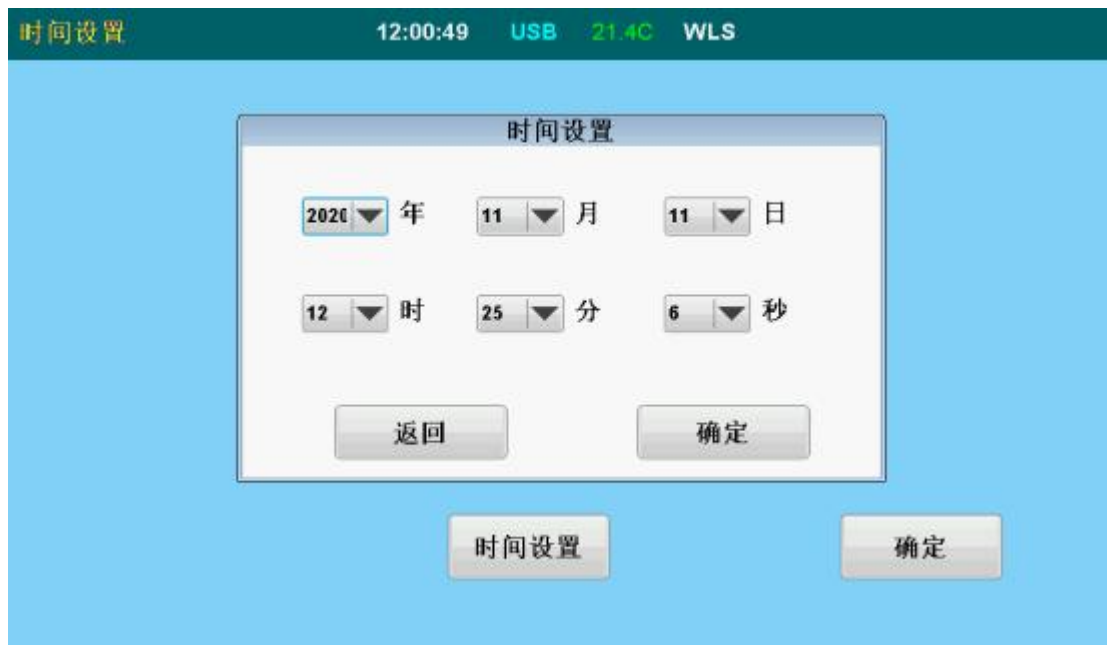 时间设置 12:00:49 USB 21.4C WLS
时间设置
2020 年 11 月 11 日
12 时 25 分 6 秒
返回 确定
时间设置 确定